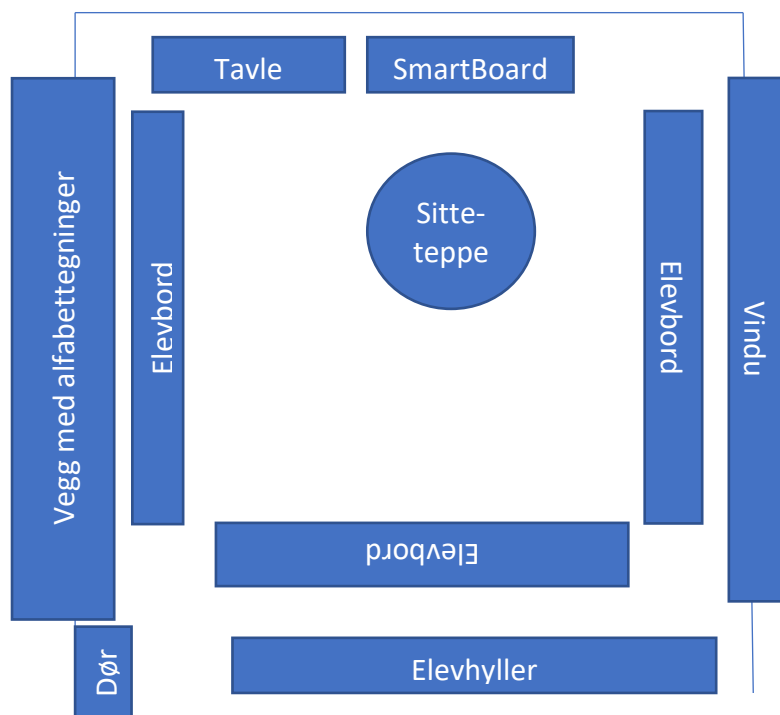 Tavle
SmartBoard
Vegg med alfabettegninger
Elevbord
Sitte-
teppe
Elevbord
Vindu
Elevbord
Dør
Elevhyller